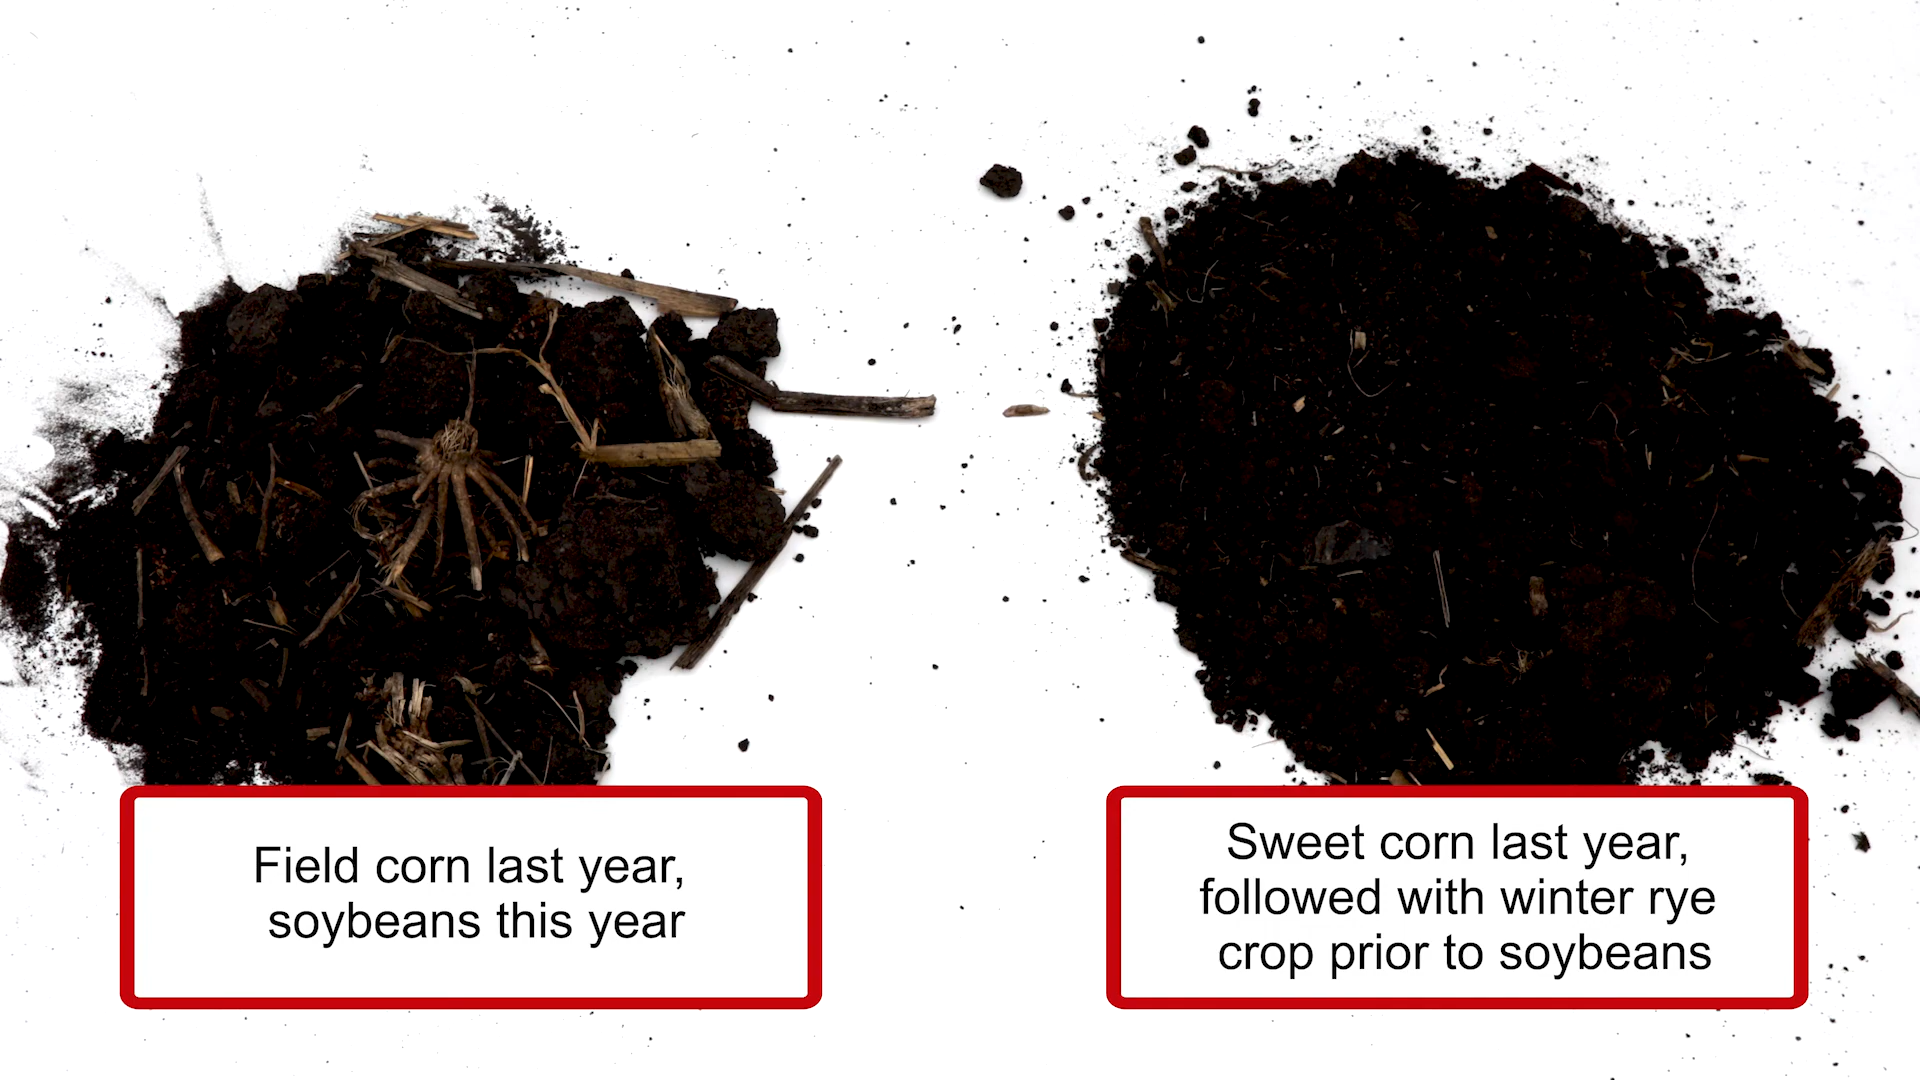 Field corn last year,
soybeans this year
Sweet corn last year,
followed with winter rye
crop prior to soybeans